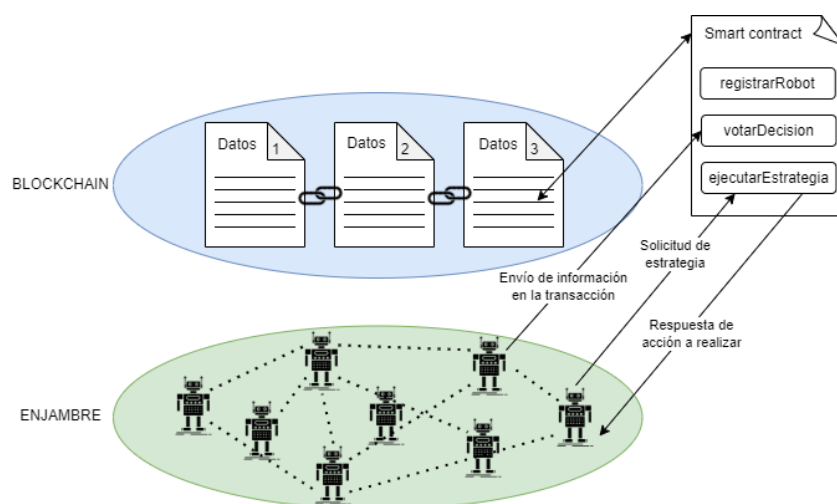 Smart contract
registrarRobot
votarDecision
ejecutarEstrategia
BLOCKCHAIN
Datos 1
Datos 2
Datos 3
Envío de información
en la transacción
Solicitud de
estrategia
Respuesta de
acción a realizar
ENJAMBRE